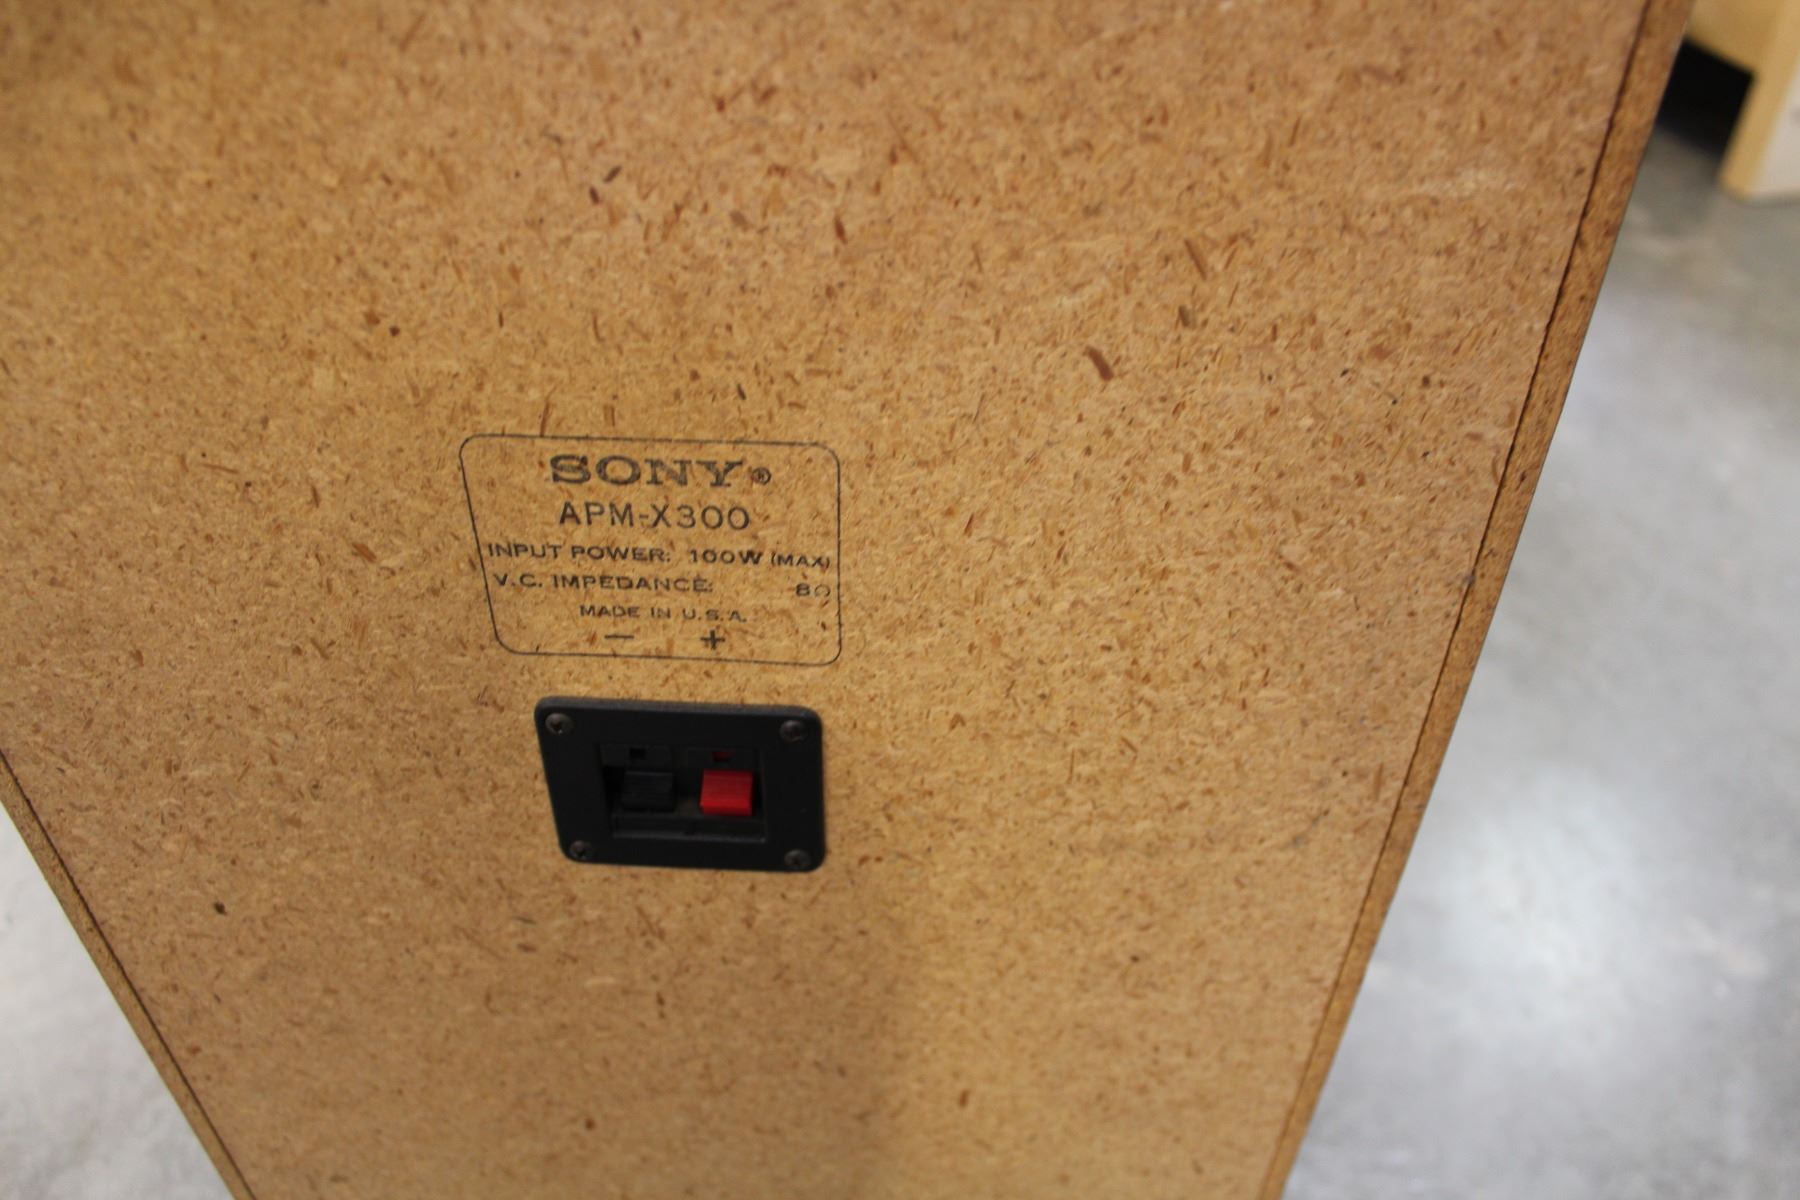 SONY®
APM-X300
INPUT POWER: 100W (MAX)
V.C. IMPEDANCE: 8Ω
MADE IN U.S.A.
— +